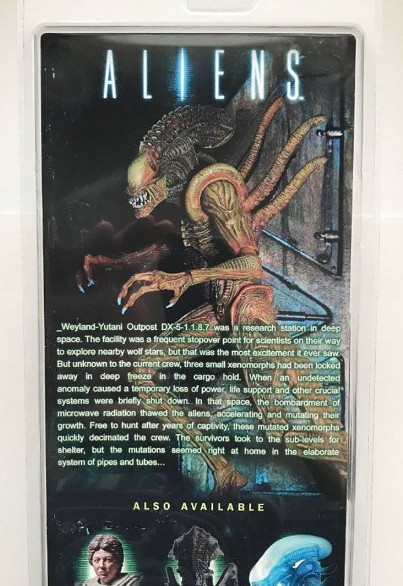 ALIENS
_Weyland-Yutani Outpost DX-5-1.1.8.7 was a research station in deep
space. The facility was a frequent stopover point for scientists on their way
to explore nearby wolf stars, but that was the most excitement it ever saw.
But unknown to the current crew, three small xenomorphs had been locked
away in deep freezes in the cargo hold. When an undetected
anomaly caused a temporary loss of power, life support and other crucial
systems were briefly shut down. In that space, the bombardment of
microwave radiation thawed the aliens, accelerating and mutating their
growth. Free to hunt after years of captivity, these mutated xenomorphs
quickly decimated the crew. The survivors took to the sub-levels for
shelter, but the mutations seemed right at home in the elaborate
system of pipes and tubes...
ALSO AVAILABLE